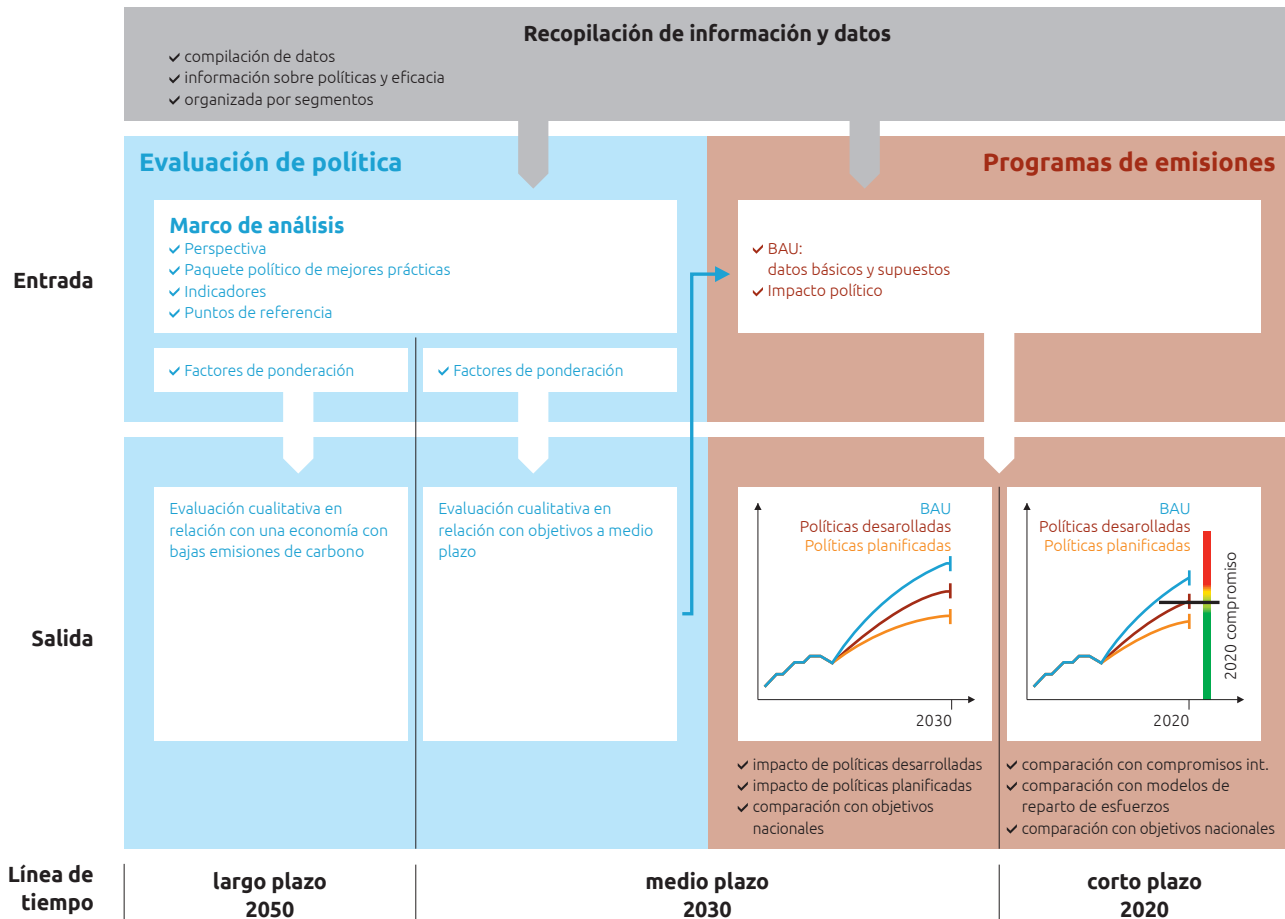 Recopilación de información y datos
✓ compilación de datos
✓ información sobre políticas y eficacia
✓ organizada por segmentos
Evaluación de política
Programas de emisiones
Entrada
Marco de análisis
✓ Perspectiva
✓ Paquete político de mejores prácticas
✓ Indicadores
✓ Puntos de referencia
✓ Factores de ponderación
✓ Factores de ponderación
✓ BAU:
datos básicos y supuestos
✓ Impacto político
Salida
Evaluación cualitativa en
relación con una economía con
bajas emisiones de carbono
Evaluación cualitativa en
relación con objetivos a medio
plazo
BAU
Políticas desarolladas
Políticas planificadas
2030
BAU
Políticas desarolladas
Políticas planificadas
2020 compromiso
2020
✓ impacto de políticas desarrolladas
✓ impacto de políticas planificadas
✓ comparación con objetivos
nacionales
✓ comparación con compromisos int.
✓ comparación con modelos de
reparto de esfuerzos
✓ comparación con objetivos nacionales
Línea de
tiempo
largo plazo
2050
medio plazo
2030
corto plazo
2020